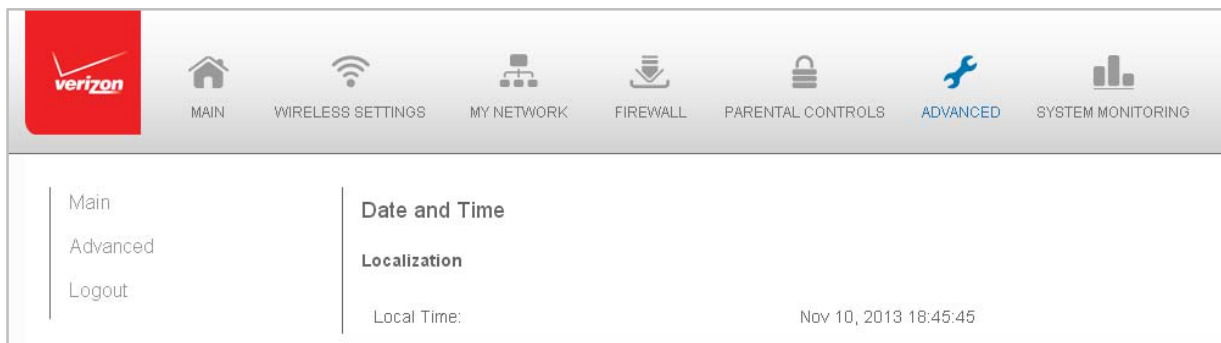 verizon
MAIN
WIRELESS SETTINGS
MY NETWORK
FIREWALL
PARENTAL CONTROLS
ADVANCED
SYSTEM MONITORING
Main
Advanced
Logout
Date and Time
Localization
Local Time: Nov 10, 2013 18:45:45